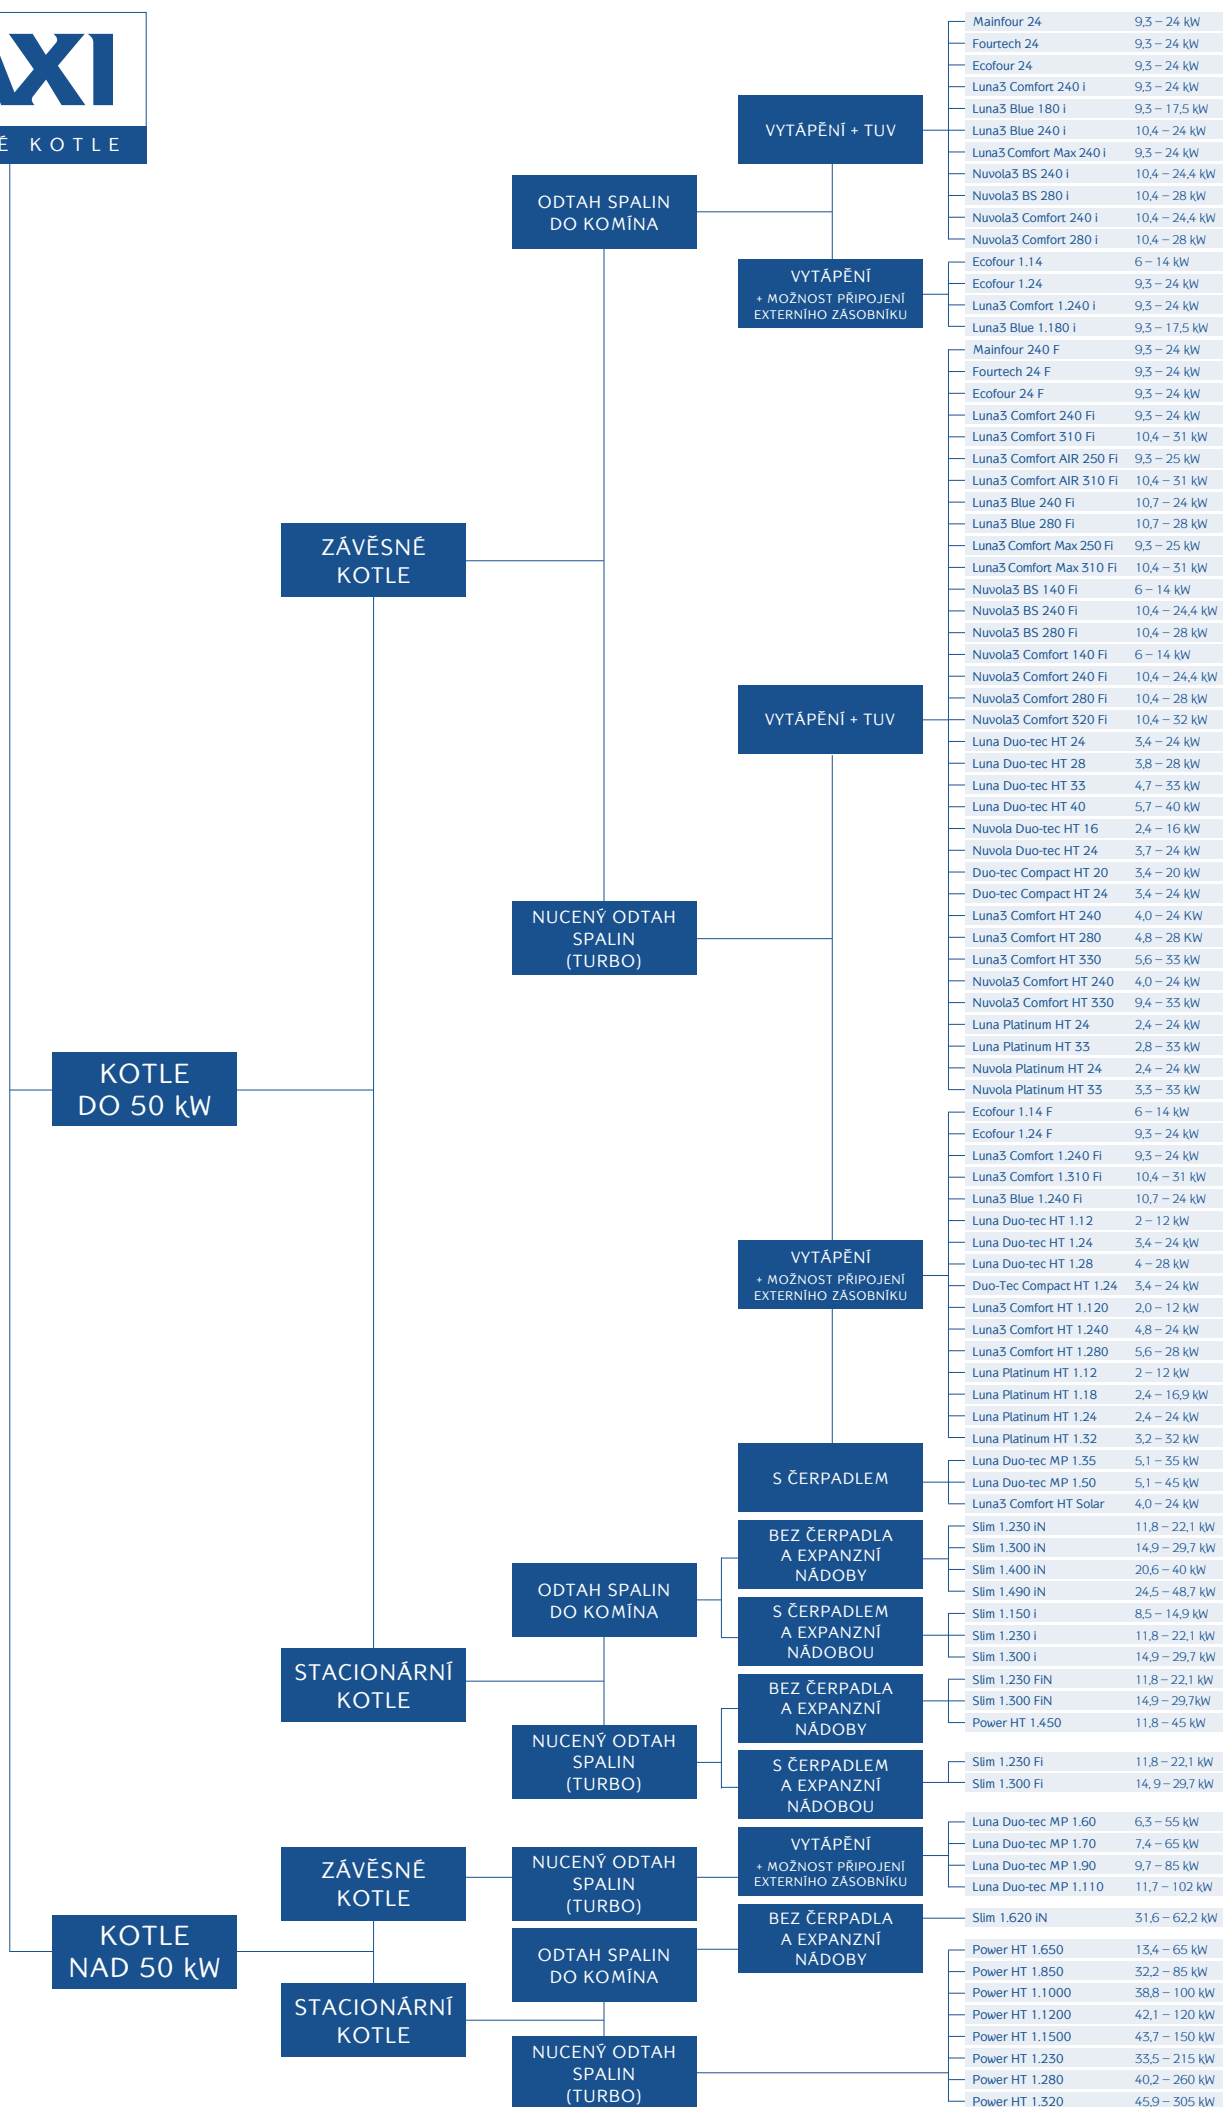 AXI
É KOTLE
KOTLE
DO 50 kW
ZÁVĚSNÉ
KOTLE
ODTAH SPALIN
DO KOMÍNA
VYTÁPĚNÍ + TUV
Mainfour 24 9,3 – 24 kW
Fourtech 24 9,3 – 24 kW
Ecofour 24 9,3 – 24 kW
Luna3 Comfort 240 i 9,3 – 24 kW
Luna3 Blue 180 i 9,3 – 17,5 kW
Luna3 Blue 240 i 10,4 – 24 kW
Luna3 Comfort Max 240 i 9,3 – 24 kW
Nuvola3 BS 240 i 10,4 – 24,4 kW
Nuvola3 BS 280 i 10,4 – 28 kW
Nuvola3 Comfort 240 i 10,4 – 24,4 kW
Nuvola3 Comfort 280 i 10,4 – 28 kW
VYTÁPĚNÍ
+ MOŽNOST PŘIPOJENÍ
EXTERNÍHO ZÁSOBNÍKU
Ecofour 1.14 6 – 14 kW
Ecofour 1.24 9,3 – 24 kW
Luna3 Comfort 1.240 i 9,3 – 24 kW
Luna3 Blue 1.180 i 9,3 – 17,5 kW
NUCENÝ ODTAH
SPALIN
(TURBO)
VYTÁPĚNÍ + TUV
Mainfour 240 F 9,3 – 24 kW
Fourtech 24 F 9,3 – 24 kW
Ecofour 24 F 9,3 – 24 kW
Luna3 Comfort 240 Fi 9,3 – 24 kW
Luna3 Comfort 310 Fi 10,4 – 31 kW
Luna3 Comfort AIR 250 Fi 9,3 – 25 kW
Luna3 Comfort AIR 310 Fi 10,4 – 31 kW
Luna3 Blue 240 Fi 10,7 – 24 kW
Luna3 Blue 280 Fi 10,7 – 28 kW
Luna3 Comfort Max 250 Fi 9,3 – 25 kW
Luna3 Comfort Max 310 Fi 10,4 – 31 kW
Nuvola3 BS 140 Fi 6 – 14 kW
Nuvola3 BS 240 Fi 10,4 – 24,4 kW
Nuvola3 BS 280 Fi 10,4 – 28 kW
Nuvola3 Comfort 140 Fi 6 – 14 kW
Nuvola3 Comfort 240 Fi 10,4 – 24,4 kW
Nuvola3 Comfort 280 Fi 10,4 – 28 kW
Nuvola3 Comfort 320 Fi 10,4 – 32 kW
Luna Duo-tec HT 24 3,4 – 24 kW
Luna Duo-tec HT 28 3,8 – 28 kW
Luna Duo-tec HT 33 4,7 – 33 kW
Luna Duo-tec HT 40 5,7 – 40 kW
Nuvola Duo-tec HT 16 2,4 – 16 kW
Nuvola Duo-tec HT 24 3,7 – 24 kW
Duo-tec Compact HT 20 3,4 – 20 kW
Duo-tec Compact HT 24 3,4 – 24 kW
Luna3 Comfort HT 240 4,0 – 24 KW
Luna3 Comfort HT 280 4,8 – 28 KW
Luna3 Comfort HT 330 5,6 – 33 kW
Nuvola3 Comfort HT 240 4,0 – 24 kW
Nuvola3 Comfort HT 330 9,4 – 33 kW
Luna Platinum HT 24 2,4 – 24 kW
Luna Platinum HT 33 2,8 – 33 kW
Nuvola Platinum HT 24 2,4 – 24 kW
Nuvola Platinum HT 33 3,3 – 33 kW
VYTÁPĚNÍ
+ MOŽNOST PŘIPOJENÍ
EXTERNÍHO ZÁSOBNÍKU
Ecofour 1.14 F 6 – 14 kW
Ecofour 1.24 F 9,3 – 24 kW
Luna3 Comfort 1.240 Fi 9,3 – 24 kW
Luna3 Comfort 1.310 Fi 10,4 – 31 kW
Luna3 Blue 1.240 Fi 10,7 – 24 kW
Luna Duo-tec HT 1.12 2 – 12 kW
Luna Duo-tec HT 1.24 3,4 – 24 kW
Luna Duo-tec HT 1.28 4 – 28 kW
Duo-Tec Compact HT 1.24 3,4 – 24 kW
Luna3 Comfort HT 1.120 2,0 – 12 kW
Luna3 Comfort HT 1.240 4,8 – 24 kW
Luna3 Comfort HT 1.280 5,6 – 28 kW
Luna Platinum HT 1.12 2 – 12 kW
Luna Platinum HT 1.18 2,4 – 16,9 kW
Luna Platinum HT 1.24 2,4 – 24 kW
Luna Platinum HT 1.32 3,2 – 32 kW
S ČERPADLEM
Luna Duo-tec MP 1.35 5,1 – 35 kW
Luna Duo-tec MP 1.50 5,1 – 45 kW
Luna3 Comfort HT Solar 4,0 – 24 kW
STACIONÁRNÍ
KOTLE
ODTAH SPALIN
DO KOMÍNA
BEZ ČERPADLA
A EXPANZNÍ
NÁDOBY
Slim 1.230 iN 11,8 – 22,1 kW
Slim 1.300 iN 14,9 – 29,7 kW
Slim 1.400 iN 20,6 – 40 kW
Slim 1.490 iN 24,5 – 48,7 kW
S ČERPADLEM
A EXPANZNÍ
NÁDOBOU
Slim 1.150 i 8,5 – 14,9 kW
Slim 1.230 i 11,8 – 22,1 kW
Slim 1.300 i 14,9 – 29,7 kW
NUCENÝ ODTAH
SPALIN
(TURBO)
BEZ ČERPADLA
A EXPANZNÍ
NÁDOBY
Slim 1.230 FiN 11,8 – 22,1 kW
Slim 1.300 FiN 14,9 – 29,7kW
Power HT 1.450 11,8 – 45 kW
S ČERPADLEM
A EXPANZNÍ
NÁDOBOU
Slim 1.230 Fi 11,8 – 22,1 kW
Slim 1.300 Fi 14, 9 – 29,7 kW
KOTLE
NAD 50 kW
ZÁVĚSNÉ
KOTLE
NUCENÝ ODTAH
SPALIN
(TURBO)
VYTÁPĚNÍ
+ MOŽNOST PŘIPOJENÍ
EXTERNÍHO ZÁSOBNÍKU
Luna Duo-tec MP 1.60 6,3 – 55 kW
Luna Duo-tec MP 1.70 7,4 – 65 kW
Luna Duo-tec MP 1.90 9,7 – 85 kW
Luna Duo-tec MP 1.110 11,7 – 102 kW
STACIONÁRNÍ
KOTLE
ODTAH SPALIN
DO KOMÍNA
BEZ ČERPADLA
A EXPANZNÍ
NÁDOBY
Slim 1.620 iN 31,6 – 62,2 kW
NUCENÝ ODTAH
SPALIN
(TURBO)
Power HT 1.650 13,4 – 65 kW
Power HT 1.850 32,2 – 85 kW
Power HT 1.1000 38,8 – 100 kW
Power HT 1.1200 42,1 – 120 kW
Power HT 1.1500 43,7 – 150 kW
Power HT 1.230 33,5 – 215 kW
Power HT 1.280 40,2 – 260 kW
Power HT 1.320 45,9 – 305 kW